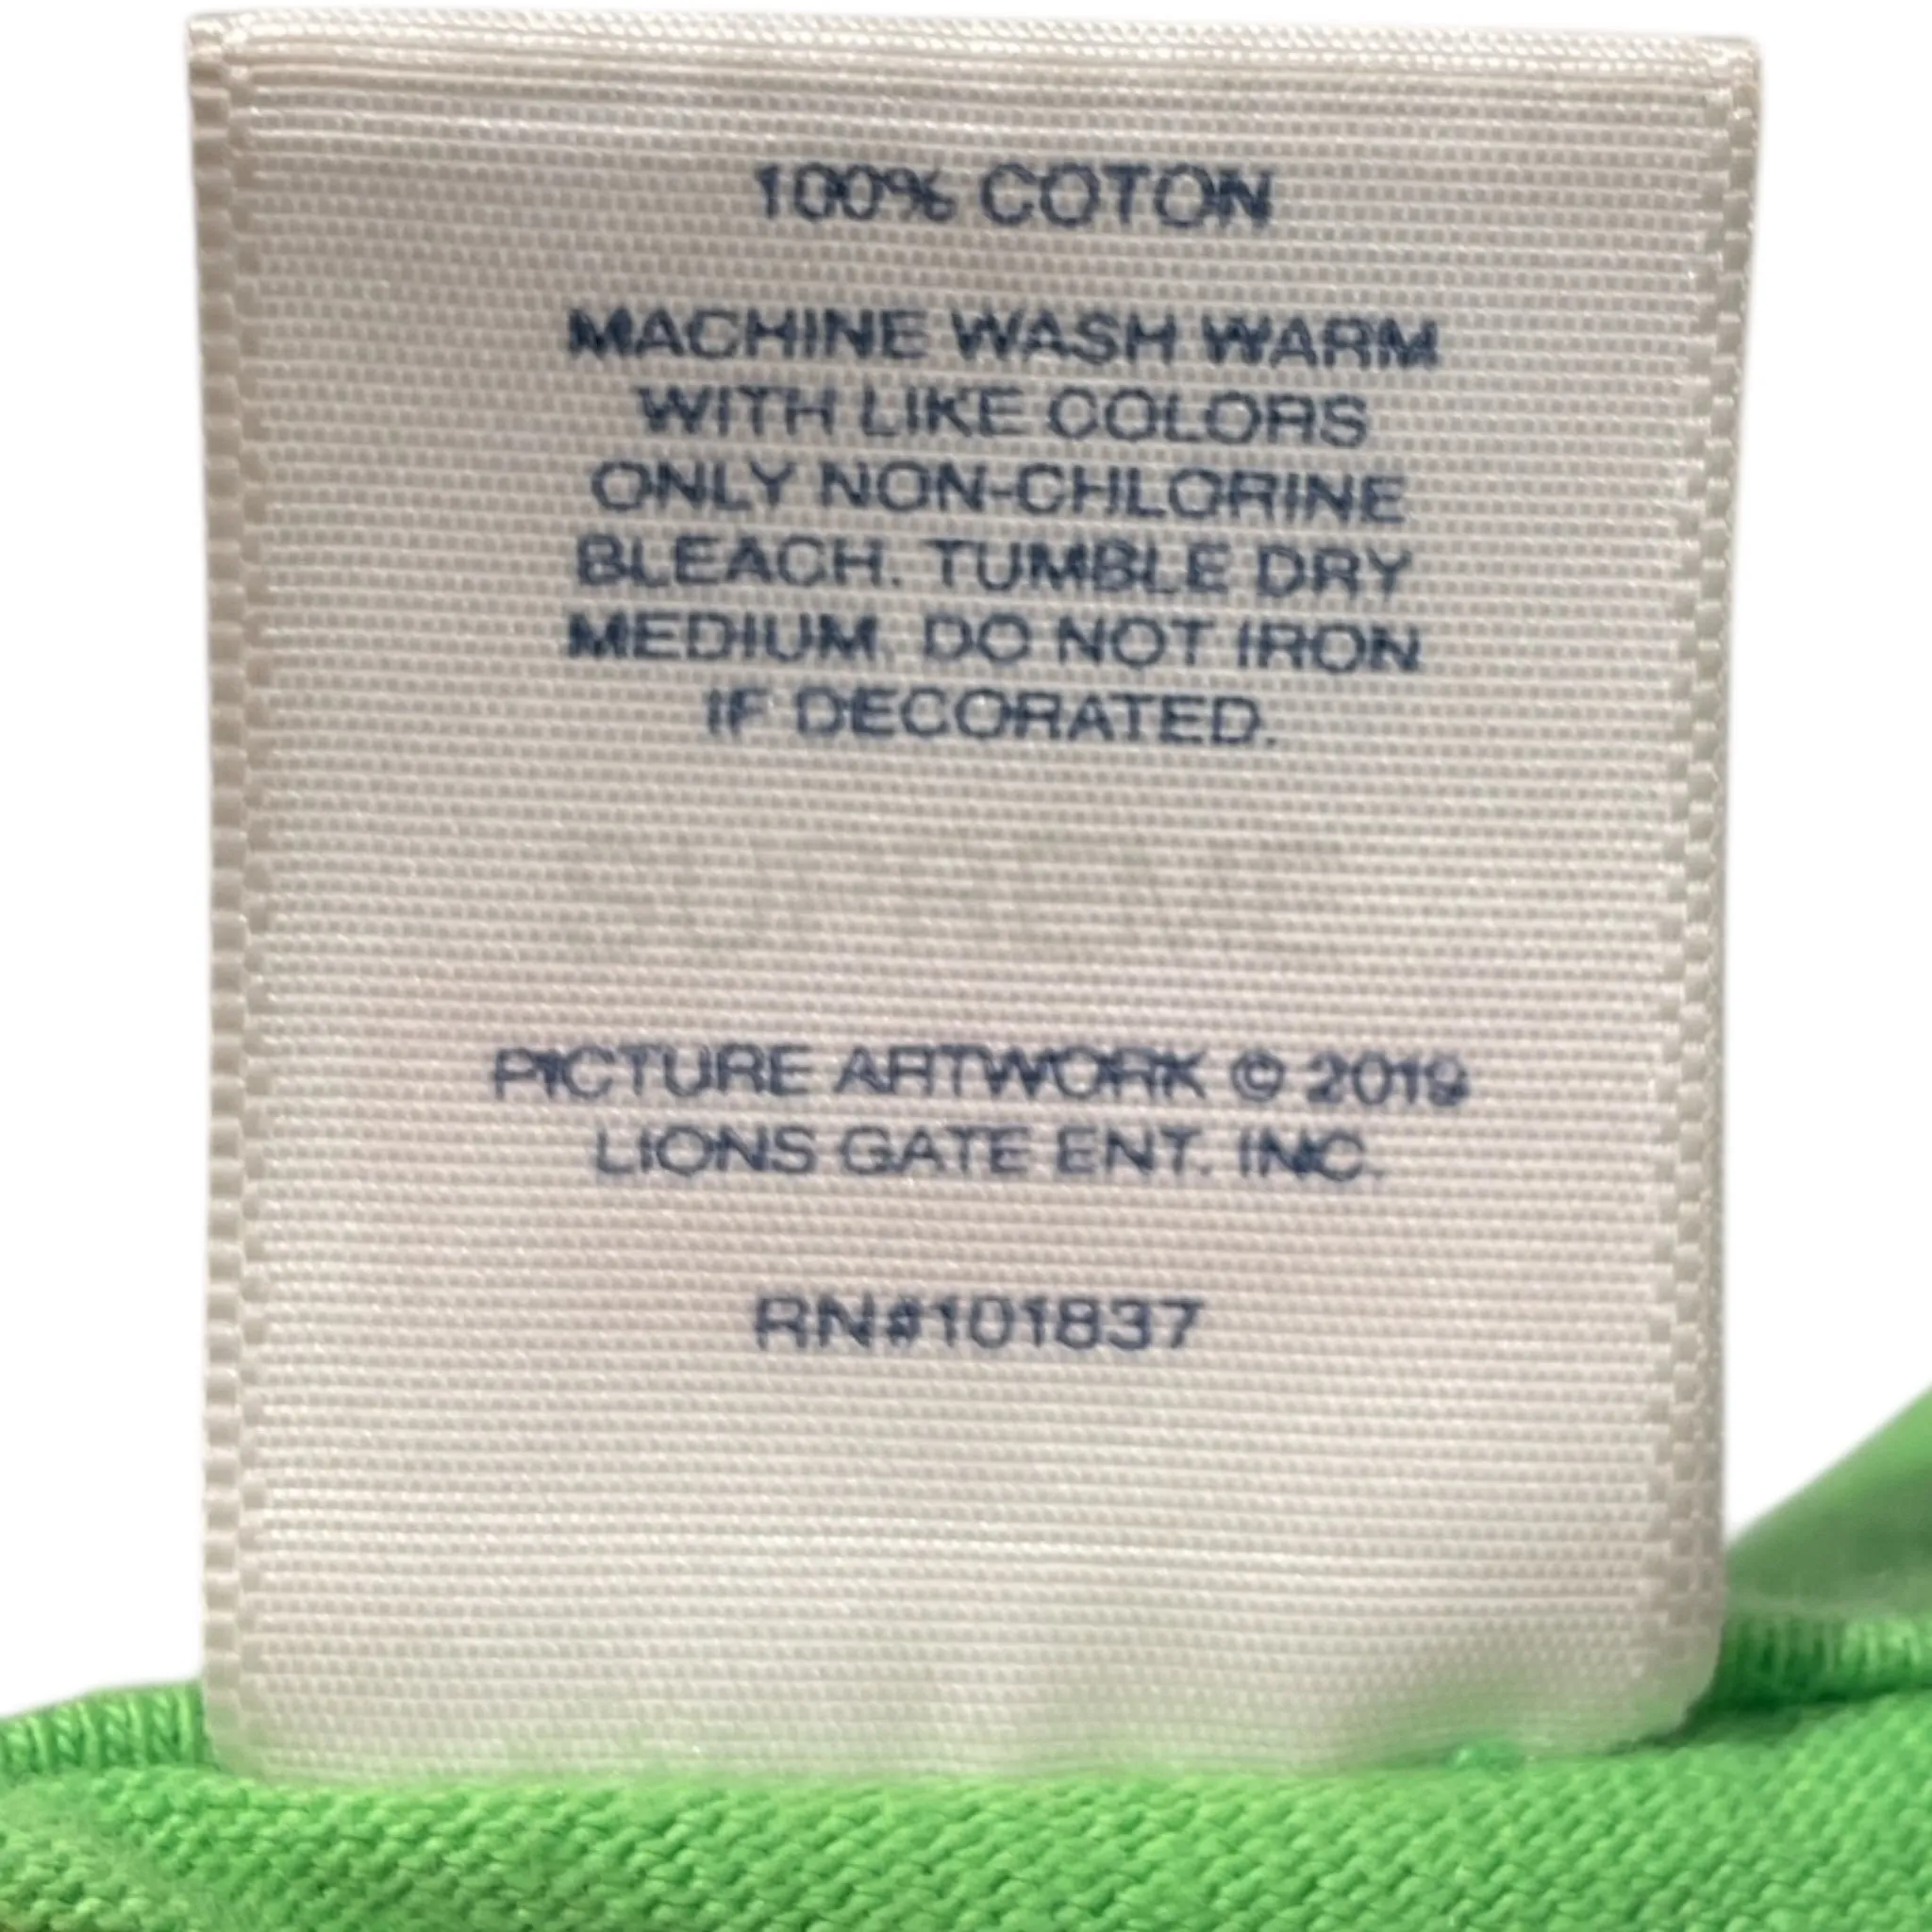 100% COTON
MACHINE WASH WARM
WITH LIKE COLORS
ONLY NON-CHLORINE
BLEACH. TUMBLE DRY
MEDIUM. DO NOT IRON
IF DECORATED.
PICTURE ARTWORK © 2019
LIONS GATE ENT. INC.
RN#101837